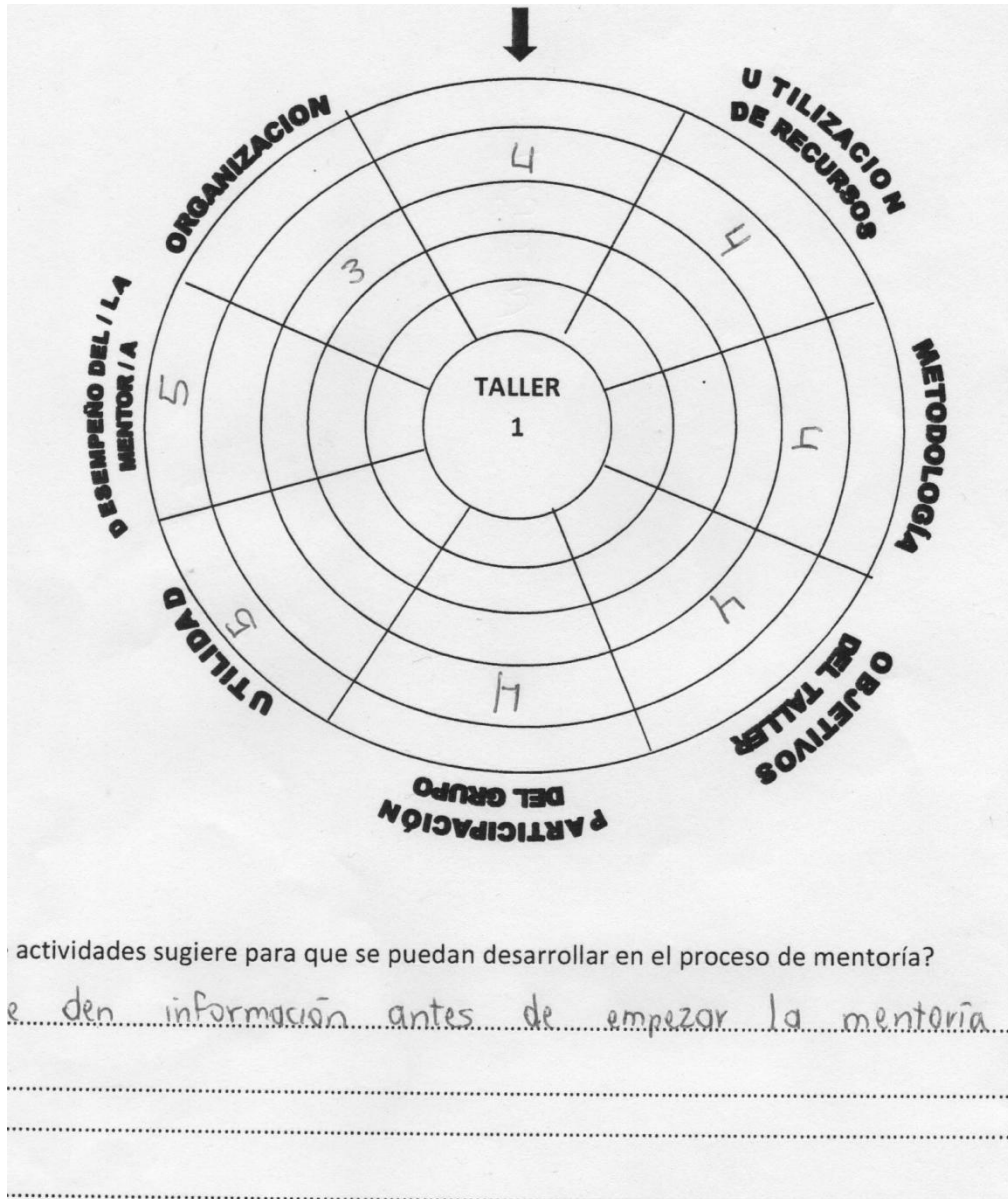 4
U TILIZACION
DE RECURSOS
4
METODOLOGÍA
4
OBJETIVOS
DEL TALLER
4
PARTICIPACIÓN
DEL GRUPO
4
UTILIDAD
5
DESEMPEÑO DEL / LA
MENTOR / A
5
ORGANIZACION
3
TALLER
1
actividades sugiere para que se puedan desarrollar en el proceso de mentoría?
e den información antes de empezar la mentoría